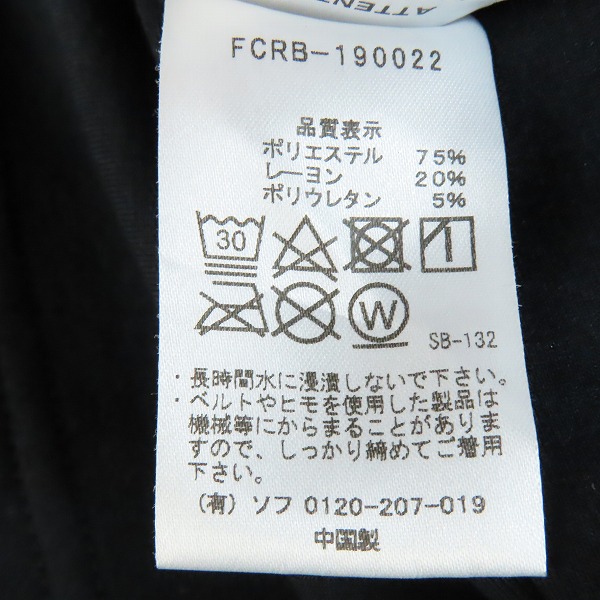 ATTENT
FCRB-190022
品質表示
ポリエステル 75%
レーヨン 20%
ポリウレタン 5%
30
W
SB-132
・長時間水に浸漬しないで下さい。
・ベルトやヒモを使用した製品は
機械等にからまることがありま
すので、しっかり締めてご着用
下さい。
(有) ソフ 0120-207-019
中国製